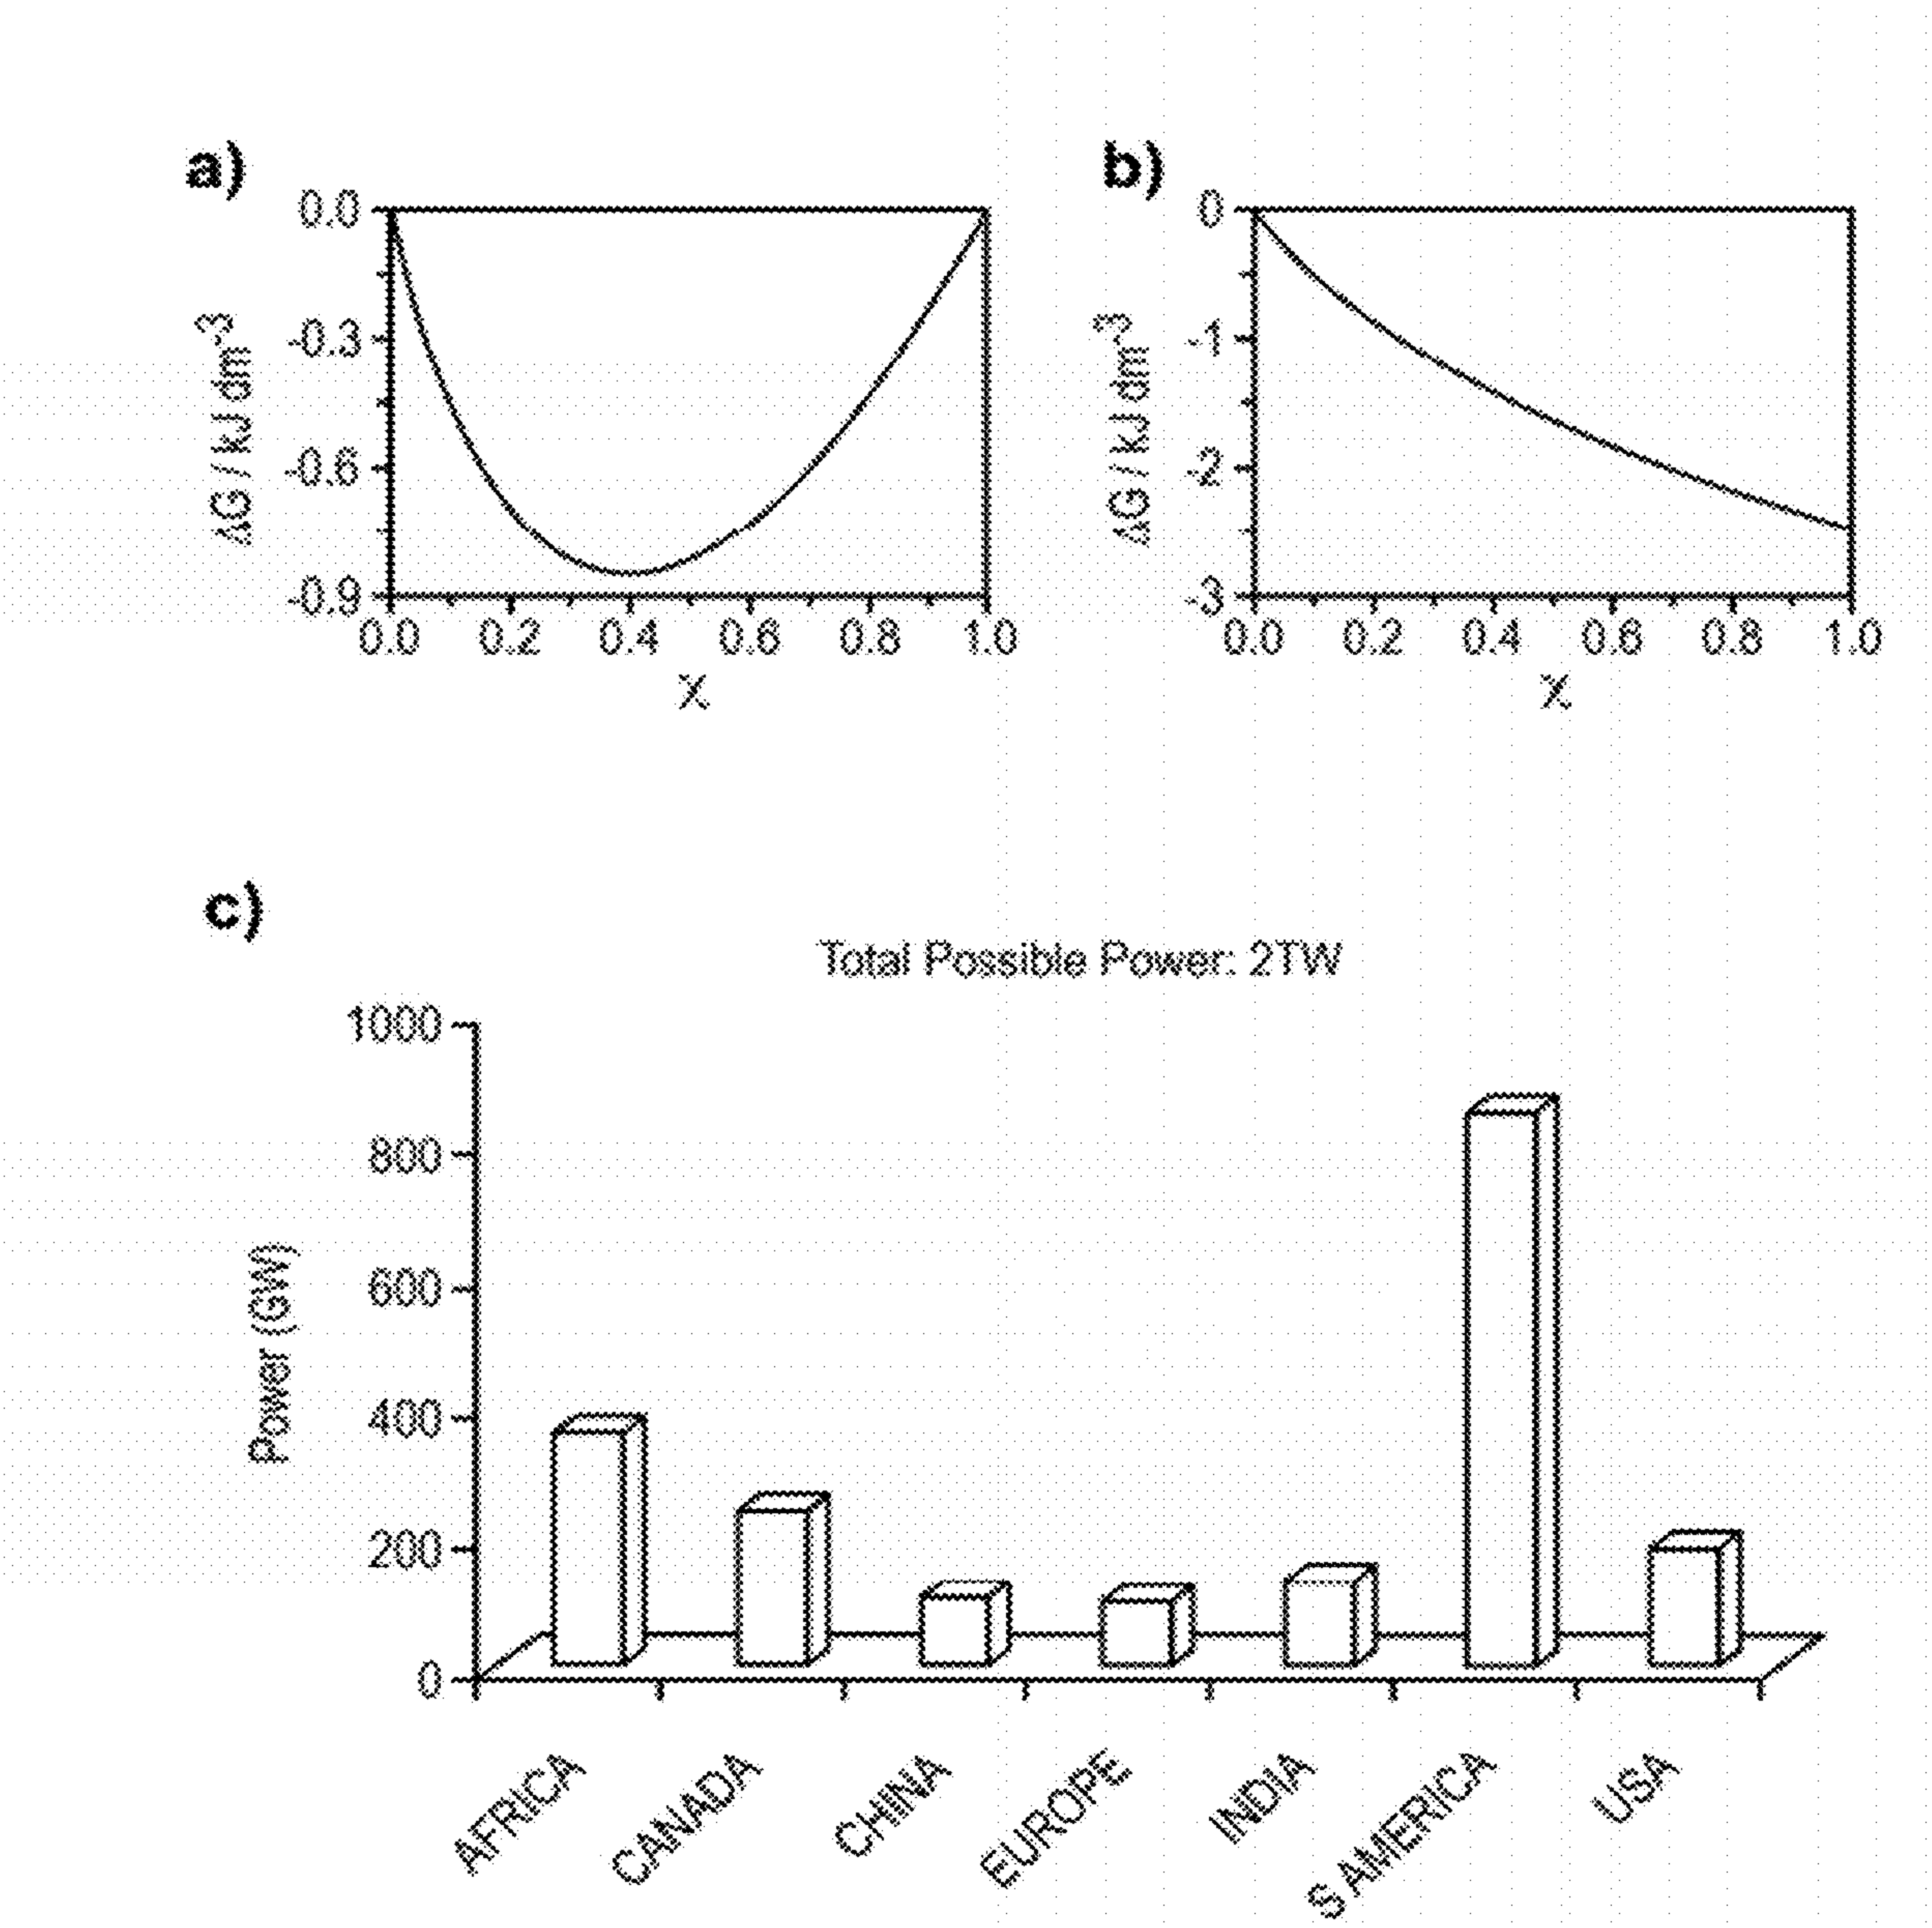 a)
0.0
-0.3
-0.6
-0.9
ΔG / kJ dm⁻³
0.0 0.2 0.4 0.6 0.8 1.0
χ
b)
0
-1
-2
-3
ΔG / kJ dm⁻³
0.0 0.2 0.4 0.6 0.8 1.0
χ
c)
Total Possible Power: 2TW
1000
800
600
400
200
0
Power (GW)
AFRICA
CANADA
CHINA
EUROPE
INDIA
S AMERICA
USA